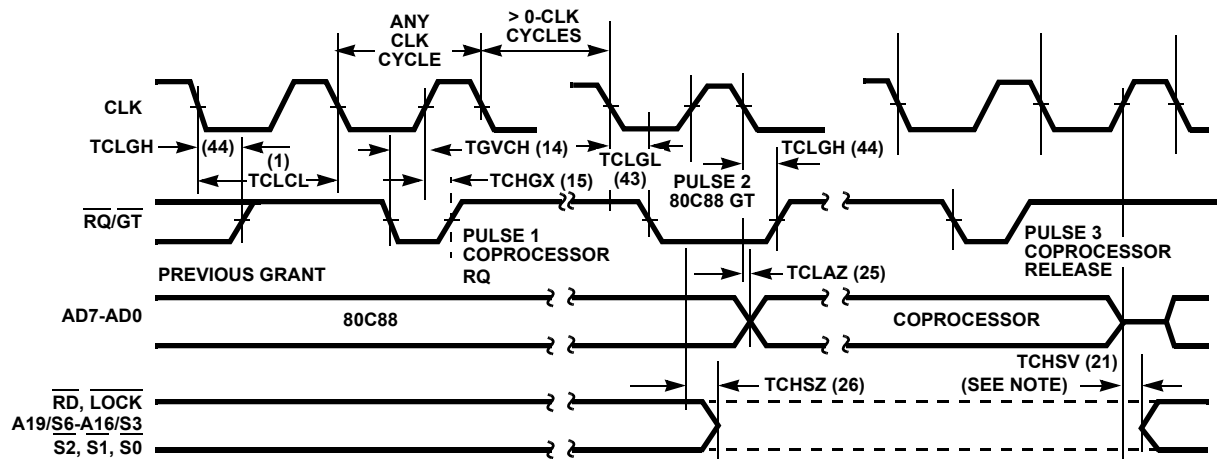 ANY
CLK
CYCLE
> 0-CLK
CYCLES
CLK
TCLGH
(44)
(1)
TCLCL
TGVCH (14)
TCHGX (15)
TCLGL
(43)
PULSE 2
80C88 GT
TCLGH (44)
RQ/GT
PREVIOUS GRANT
PULSE 1
COPROCESSOR
RQ
TCLAZ (25)
PULSE 3
COPROCESSOR
RELEASE
AD7-AD0
80C88
COPROCESSOR
TCHSZ (26)
TCHSV (21)
(SEE NOTE)
RD, LOCK
A19/S6-A16/S3
S2, S1, S0